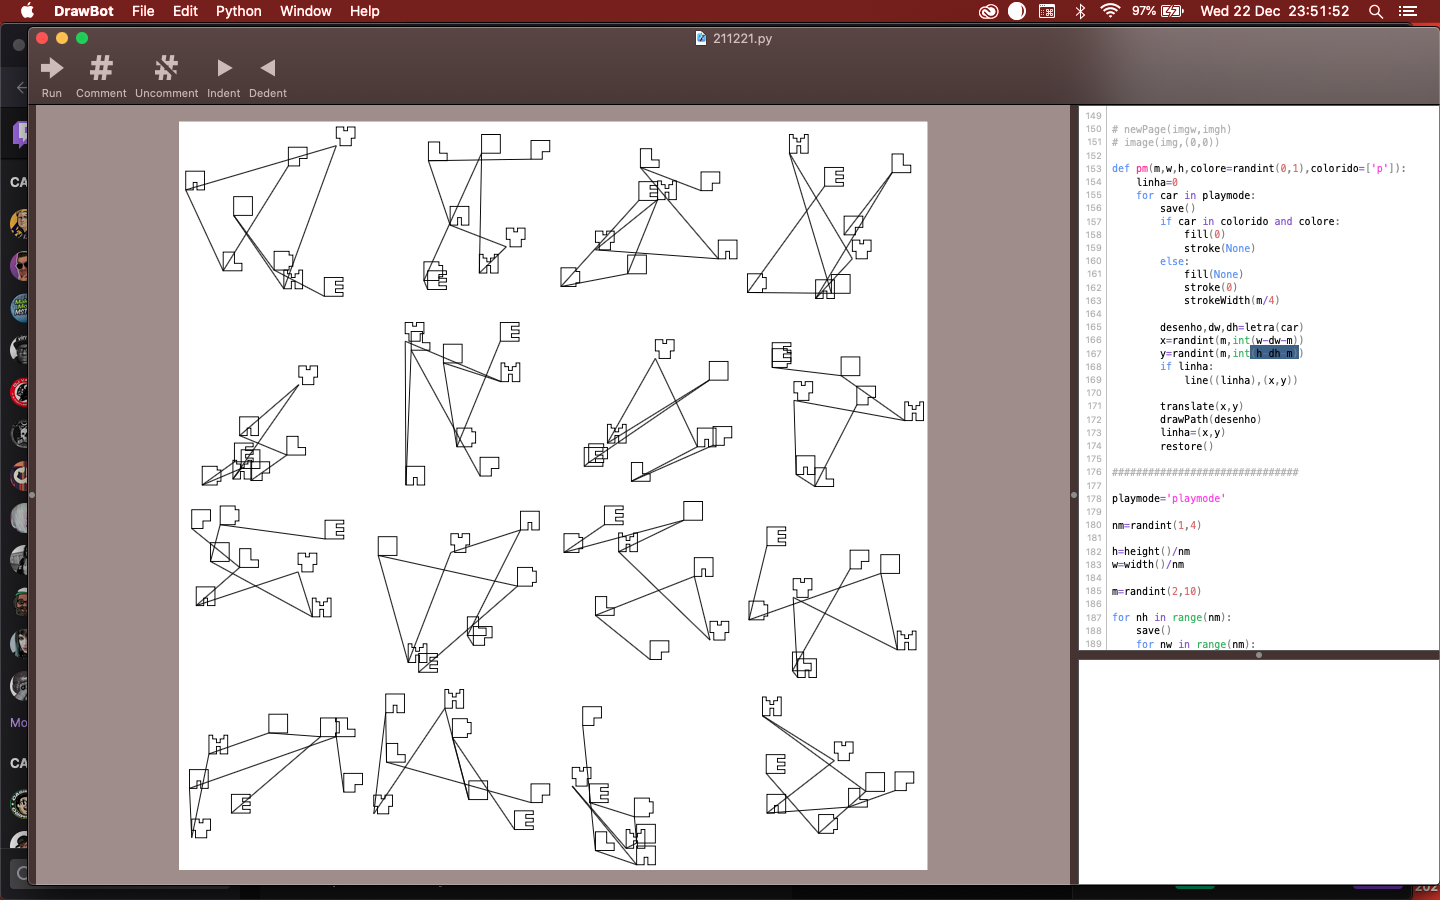 DrawBot File Edit Python Window Help 97% Wed 22 Dec 23:51:52
211221.py
Run Comment Uncomment Indent Dedent
CA
Mo
CA
149
150 # newPage(imgw,imgh)
151 # image(img,(0,0))
152
153 def pm(m,w,h,colore=randint(0,1),colorido=['p']):
154 linha=0
155 for car in playmode:
156 save()
157 if car in colorido and colore:
158 fill(0)
159 stroke(None)
160 else:
161 fill(None)
162 stroke(0)
163 strokeWidth(m/4)
164
165 desenho,dw,dh=letra(car)
166 x=randint(m,int(w-dw-m))
167 y=randint(m,int(h-dh-m))
168 if linha:
169 line((linha),(x,y))
170
171 translate(x,y)
172 drawPath(desenho)
173 linha=(x,y)
174 restore()
175
176 ###############################
177
178 playmode='playmode'
179
180 nm=randint(1,4)
181
182 h=height()/nm
183 w=width()/nm
184
185 m=randint(2,10)
186
187 for nh in range(nm):
188 save()
189 for nw in range(nm):